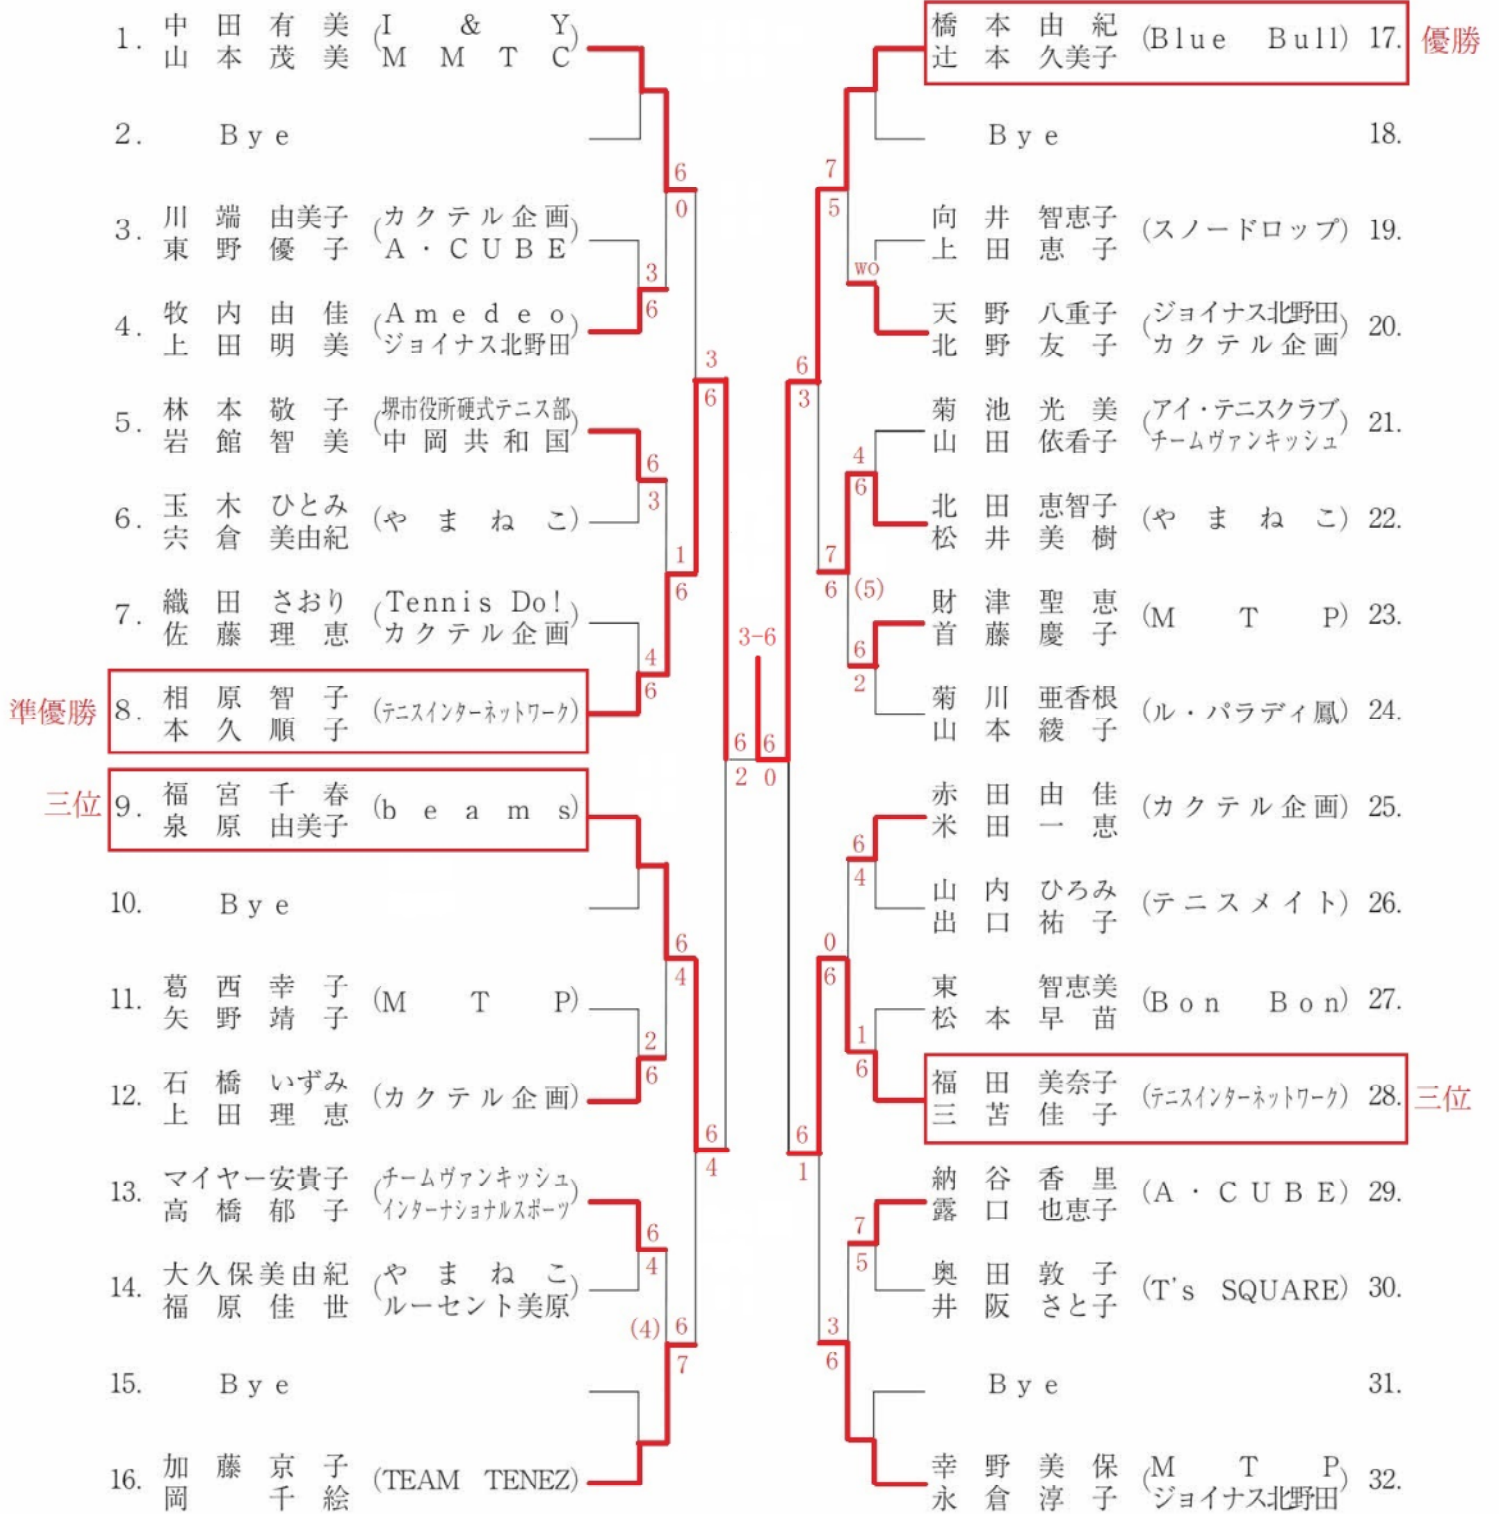 1. 中田有美 (I & Y)
山本茂美 (MMTC)
2. Bye
3. 川端由美子 (カクテル企画)
東野優子 (A・CUBE)
4. 牧内由佳 (Amedeo)
上田明美 (ジョイナス北野田)
5. 林本敬子 (堺市役所硬式テニス部)
岩館智美 (中岡共和国)
6. 玉木ひとみ (やまねこ)
宍倉美由紀
7. 織田さおり (Tennis Do!)
佐藤理恵 (カクテル企画)
準優勝 8. 相原智子 (テニスインターネットワーク)
本久順子
三位 9. 福宮千春 (beams)
泉原由美子
10. Bye
11. 葛西幸子 (MTP)
矢野靖子
12. 石橋いずみ (カクテル企画)
上田理恵
13. マイヤー安貴子 (チームヴァンキッシュ)
高橋郁子 (インターナショナルスポーツ)
14. 大久保美由紀 (やまねこ)
福原佳世 (ルーセント美原)
15. Bye
16. 加藤京子 (TEAM TENEZ)
岡千絵
6
0
3
6
3
6
6
3
1
6
4
6
6
4
2
6
6
4
6
4
(4) 6
7
3-6
6 6
2 0
7
5
WO
6
3
4
6
7
6 (5)
6
2
6
4
0
6
1
6
6
1
7
5
3
6
橋本由紀 (Blue Bull) 17. 優勝
辻本久美子
Bye 18.
向井智恵子 (スノードロップ) 19.
上田恵子
天野八重子 (ジョイナス北野田) 20.
北野友子 (カクテル企画)
菊池光美 (アイ・テニスクラブ) 21.
山田依看子 (チームヴァンキッシュ)
北田恵智子 (やまねこ) 22.
松井美樹
財津聖恵 (MTP) 23.
首藤慶子
菊川亜香根 (ル・パラディ鳳) 24.
山本綾子
赤田由佳 (カクテル企画) 25.
米田一恵
山内ひろみ (テニスメイト) 26.
出口祐子
東智恵美 (Bon Bon) 27.
松本早苗
福田美奈子 (テニスインターネットワーク) 28. 三位
三苫佳子
納谷香里 (A・CUBE) 29.
露口也恵子
奥田敦子 (T's SQUARE) 30.
井阪さと子
Bye 31.
幸野美保 (MTP) 32.
永倉淳子 (ジョイナス北野田)